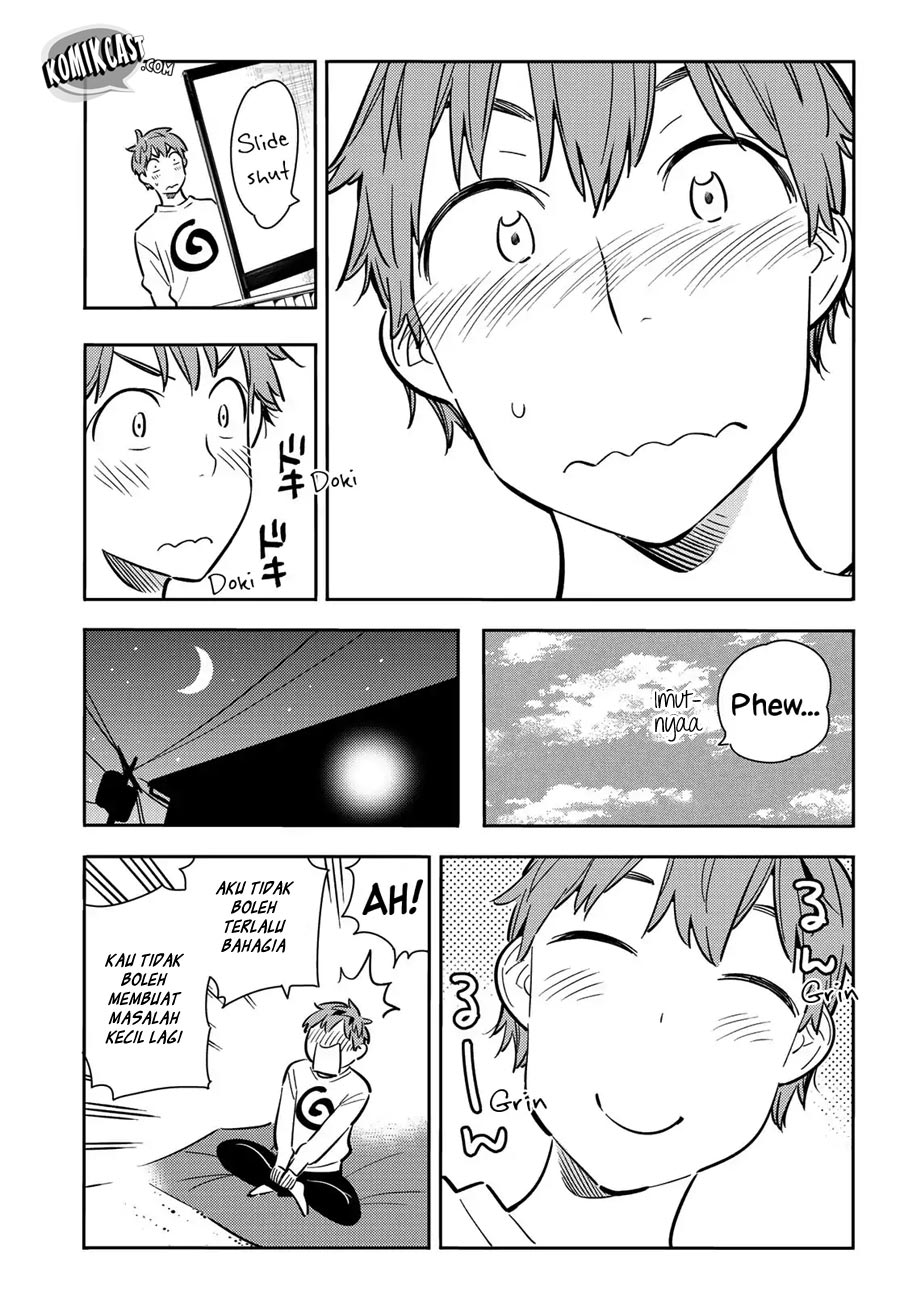 KOMIKCAST
.COM
Slide
shut
ドキ
Doki
ドキ
Doki
Phew...
Imut-
nyaa
るん
Grin
るーん
Grin
AH!
AKU TIDAK
BOLEH
TERLALU
BAHAGIA
KAU TIDAK
BOLEH
MEMBUAT
MASALAH
KECIL LAGI